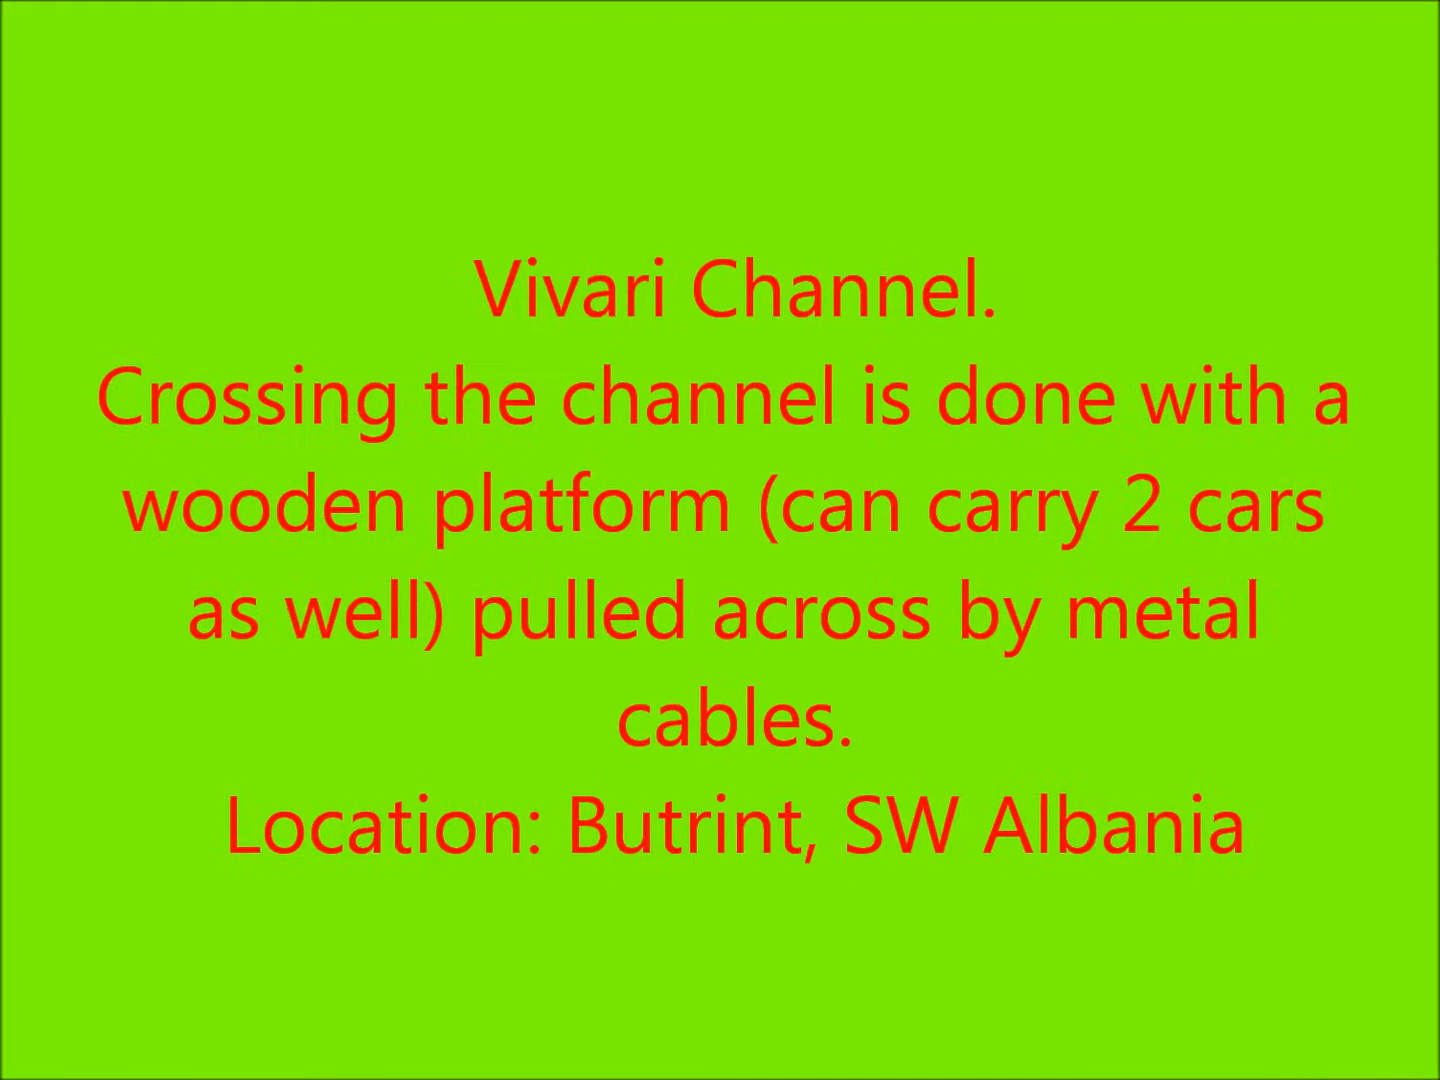 Vivari Channel.
Crossing the channel is done with a
wooden platform (can carry 2 cars
as well) pulled across by metal
cables.
Location: Butrint, SW Albania